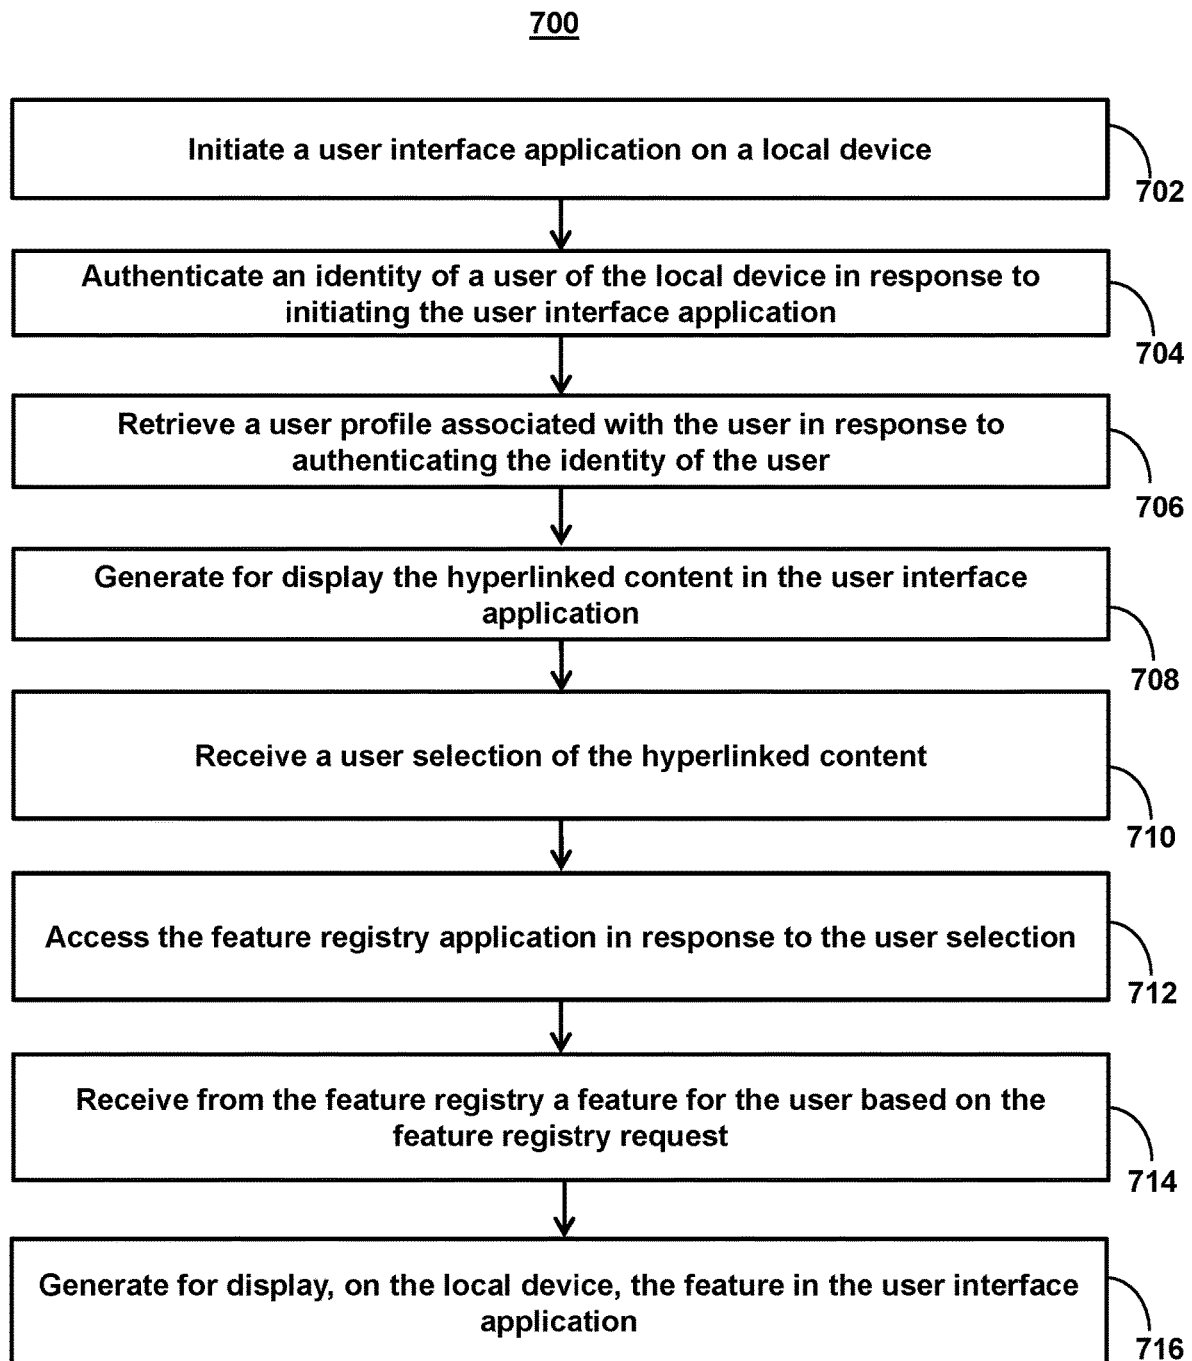 700
Initiate a user interface application on a local device
702
Authenticate an identity of a user of the local device in response to
initiating the user interface application
704
Retrieve a user profile associated with the user in response to
authenticating the identity of the user
706
Generate for display the hyperlinked content in the user interface
application
708
Receive a user selection of the hyperlinked content
710
Access the feature registry application in response to the user selection
712
Receive from the feature registry a feature for the user based on the
feature registry request
714
Generate for display, on the local device, the feature in the user interface
application
716